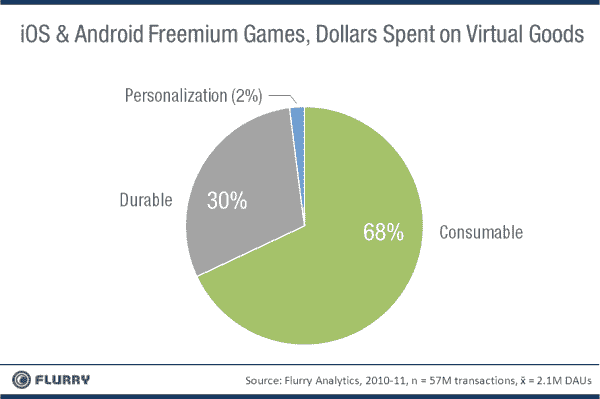 iOS & Android Freemium Games, Dollars Spent on Virtual Goods
Personalization (2%)
Durable
30%
68%
Consumable
FLURRY
Source: Flurry Analytics, 2010-11, n = 57M transactions, x̄ = 2.1M DAUs